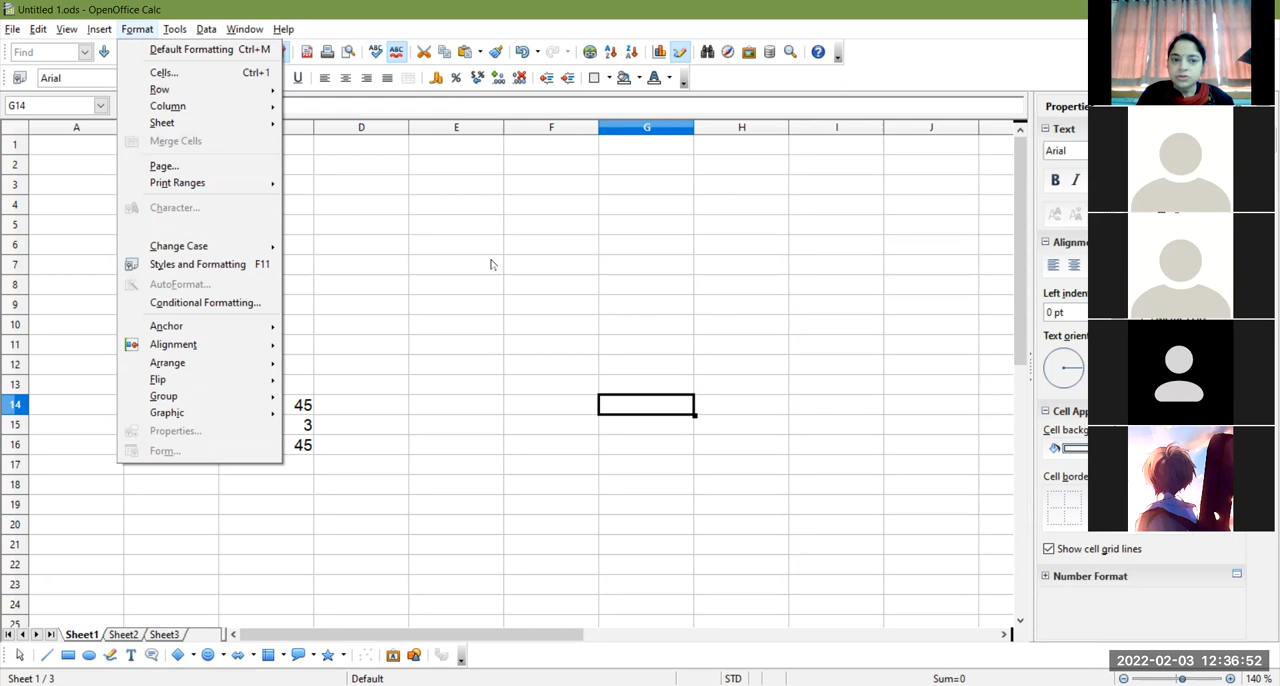 Untitled 1.ods - OpenOffice Calc
File Edit View Insert Format Tools Data Window Help
Find
Arial
G14
Default Formatting Ctrl+M
Cells... Ctrl+1
Row
Column
Sheet
Merge Cells
Page...
Print Ranges
Character...
Change Case
Styles and Formatting F11
AutoFormat...
Conditional Formatting...
Anchor
Alignment
Arrange
Flip
Group
Graphic
Properties...
Form...
A D E F G H I J
1
2
3
4
5
6
7
8
9
10
11
12
13
14 45
15 3
16 45
17
18
19
20
21
22
23
24
25
Properti
Text
Arial
B I
Alignme
Left inden
0 pt
Text orien
Cell App
Cell backg
Cell borde
Show cell grid lines
Number Format
Sheet1 Sheet2 Sheet3
Sheet 1 / 3 Default STD Sum=0 140 %
2022-02-03 12:36:52